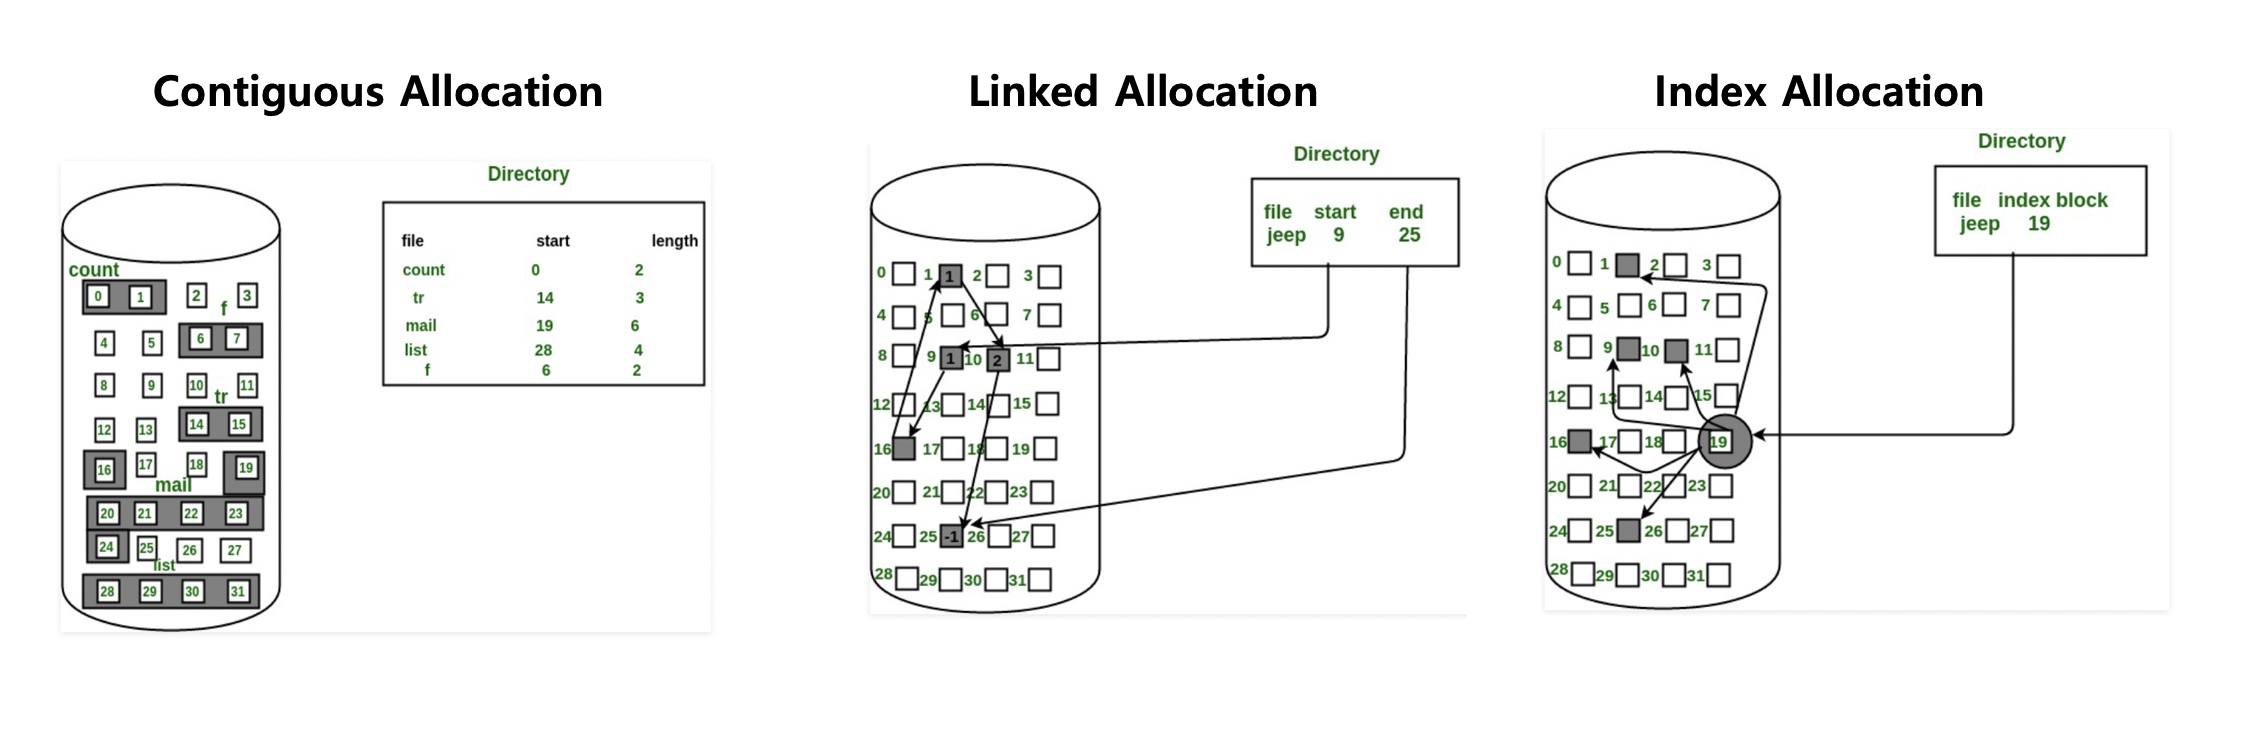 Contiguous Allocation
Directory
file start length
count 0 2
tr 14 3
mail 19 6
list 28 4
f 6 2
count
0 1 2 3
f
4 5 6 7
8 9 10 11
tr
12 13 14 15
16 17 18 19
mail
20 21 22 23
24 25 26 27
list
28 29 30 31
Linked Allocation
Directory
file start end
jeep 9 25
0 1 1 2 3
4 5 6 7
8 9 1 10 2 11
12 13 14 15
16 17 18 19
20 21 22 23
24 25 -1 26 27
28 29 30 31
Index Allocation
Directory
file index block
jeep 19
0 1 2 3
4 5 6 7
8 9 10 11
12 13 14 15
16 17 18 19
20 21 22 23
24 25 26 27
28 29 30 31